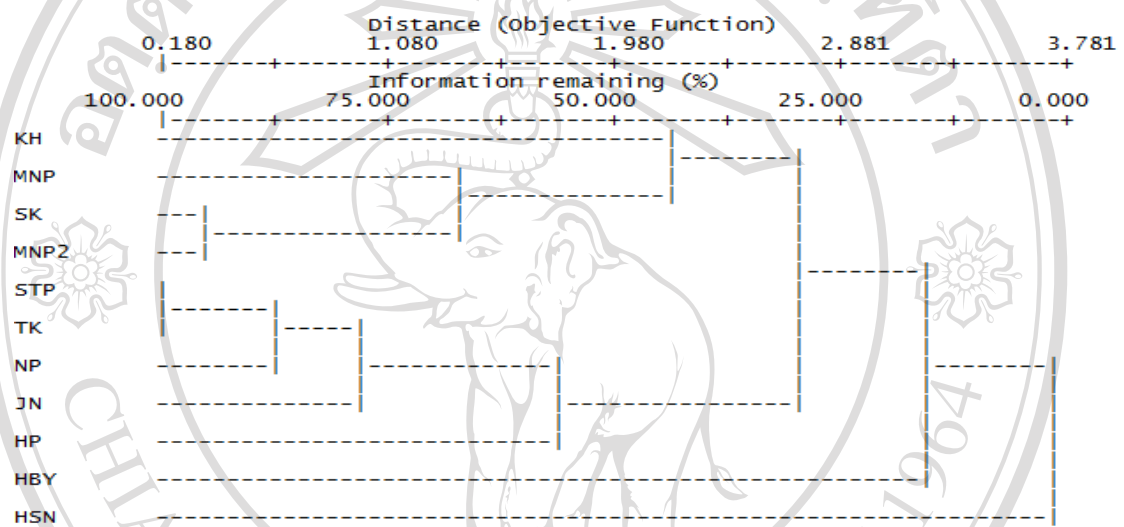 Distance (Objective Function)
0.180 1.080 1.980 2.881 3.781
Information remaining (%)
100.000 75.000 50.000 25.000 0.000
KH
MNP
SK
MNP2
STP
TK
NP
JN
HP
HBY
HSN
1964